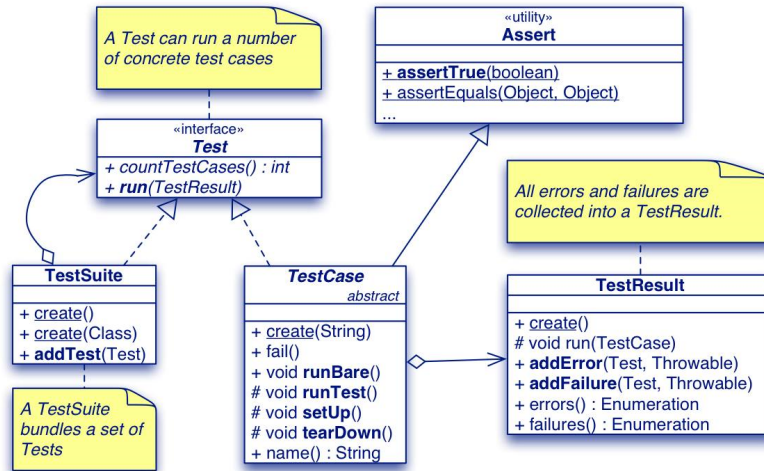 A Test can run a number
of concrete test cases
«utility»
Assert
+ assertTrue(boolean)
+ assertEquals(Object, Object)
...
«interface»
Test
+ countTestCases() : int
+ run(TestResult)
All errors and failures are
collected into a TestResult.
TestSuite
+ create()
+ create(Class)
+ addTest(Test)
TestCase
abstract
+ create(String)
+ fail()
+ void runBare()
# void runTest()
# void setUp()
# void tearDown()
+ name() : String
TestResult
+ create()
# void run(TestCase)
+ addError(Test, Throwable)
+ addFailure(Test, Throwable)
+ errors() : Enumeration
+ failures() : Enumeration
A TestSuite
bundles a set of
Tests